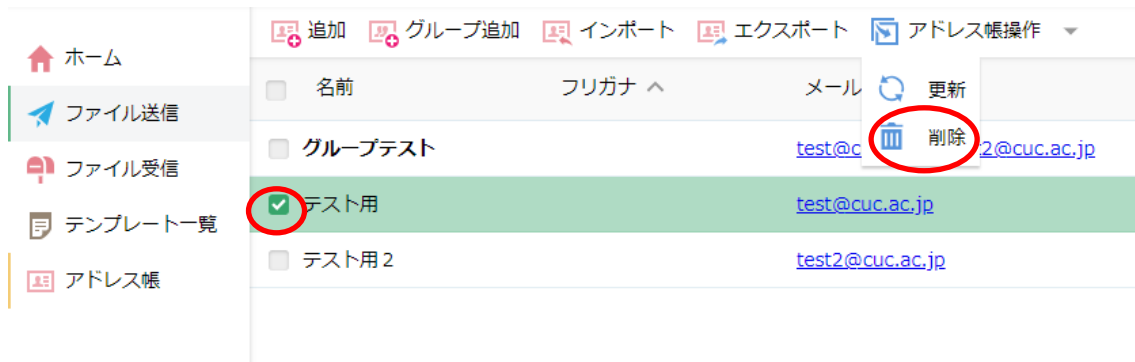 追加 グループ追加 インポート エクスポート アドレス帳操作
ホーム
名前 フリガナ メール
更新
ファイル送信
削除
グループテスト test@c 2@cuc.ac.jp
ファイル受信
テスト用 test@cuc.ac.jp
テンプレート一覧
テスト用2 test2@cuc.ac.jp
アドレス帳